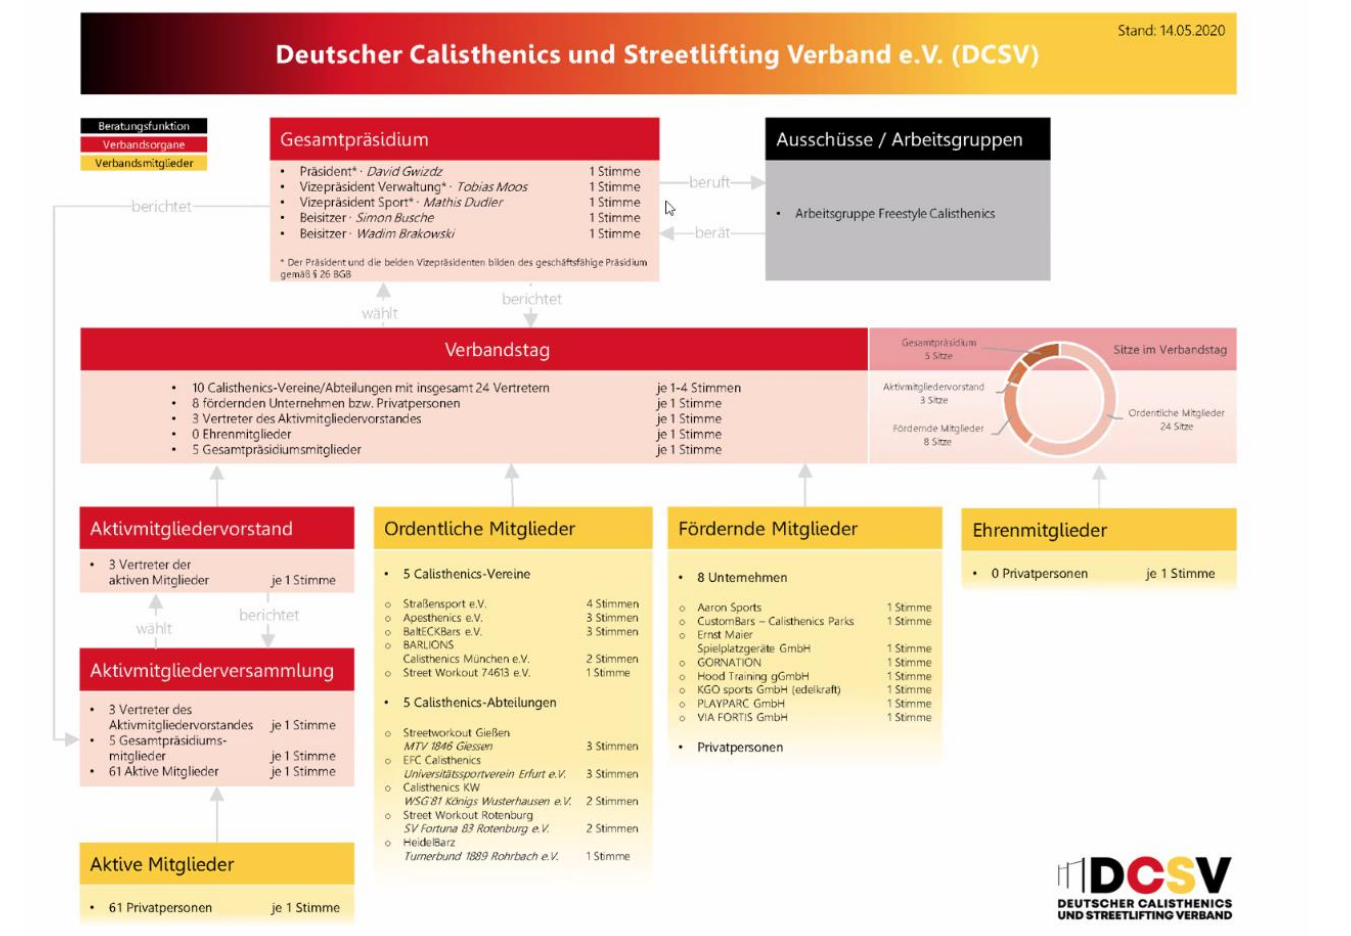 Stand: 14.05.2020
Deutscher Calisthenics und Streetlifting Verband e.V. (DCSV)
Beratungsfunktion
Verbandsorgane
Verbandsmitglieder
Gesamtpräsidium
• Präsident* · David Gwizdz 1 Stimme
• Vizepräsident Verwaltung* · Tobias Moos 1 Stimme
• Vizepräsident Sport* · Mathis Dudler 1 Stimme
• Beisitzer · Simon Busche 1 Stimme
• Beisitzer · Wadim Brakowski 1 Stimme
* Der Präsident und die beiden Vizepräsidenten bilden des geschäftsfähige Präsidium
gemäß § 26 BGB
berichtet
beruft
berät
Ausschüsse / Arbeitsgruppen
• Arbeitsgruppe Freestyle Calisthenics
wählt
berichtet
Verbandstag
• 10 Calisthenics-Vereine/Abteilungen mit insgesamt 24 Vertretern je 1-4 Stimmen
• 8 fördernden Unternehmen bzw. Privatpersonen je 1 Stimme
• 3 Vertreter des Aktivmitgliedervorstandes je 1 Stimme
• 0 Ehrenmitglieder je 1 Stimme
• 5 Gesamtpräsidiumsmitglieder je 1 Stimme
Sitze im Verbandstag
Gesamtpräsidium
5 Sitze
Aktivmitgliedervorstand
3 Sitze
Fördernde Mitglieder
8 Sitze
Ordentliche Mitglieder
24 Sitze
Aktivmitgliedervorstand
• 3 Vertreter der
aktiven Mitglieder je 1 Stimme
wählt
berichtet
Aktivmitgliederversammlung
• 3 Vertreter des
Aktivmitgliedervorstandes je 1 Stimme
• 5 Gesamtpräsidiums-
mitglieder je 1 Stimme
• 61 Aktive Mitglieder je 1 Stimme
Aktive Mitglieder
• 61 Privatpersonen je 1 Stimme
Ordentliche Mitglieder
• 5 Calisthenics-Vereine
o Straßensport e.V. 4 Stimmen
o Apesthenics e.V. 3 Stimmen
o BaltECKBars e.V. 3 Stimmen
o BARLIONS
Calisthenics München e.V. 2 Stimmen
o Street Workout 74613 e.V. 1 Stimme
• 5 Calisthenics-Abteilungen
o Streetworkout Gießen
MTV 1846 Giessen 3 Stimmen
o EFC Calisthenics
Universitätssportverein Erfurt e.V. 3 Stimmen
o Calisthenics KW
WSG'81 Königs Wusterhausen e.V. 2 Stimmen
o Street Workout Rotenburg
SV Fortuna 83 Rotenburg e.V. 2 Stimmen
o HeidelBarz
Turnerbund 1889 Rohrbach e.V. 1 Stimme
Fördernde Mitglieder
• 8 Unternehmen
o Aaron Sports 1 Stimme
o CustomBars – Calisthenics Parks 1 Stimme
o Ernst Maier
Spielplatzgeräte GmbH 1 Stimme
o GORNATION 1 Stimme
o Hood Training gGmbH 1 Stimme
o KGO sports GmbH (edelkraft) 1 Stimme
o PLAYPARC GmbH 1 Stimme
o VIA FORTIS GmbH 1 Stimme
• Privatpersonen
Ehrenmitglieder
• 0 Privatpersonen je 1 Stimme
DCSV
DEUTSCHER CALISTHENICS
UND STREETLIFTING VERBAND